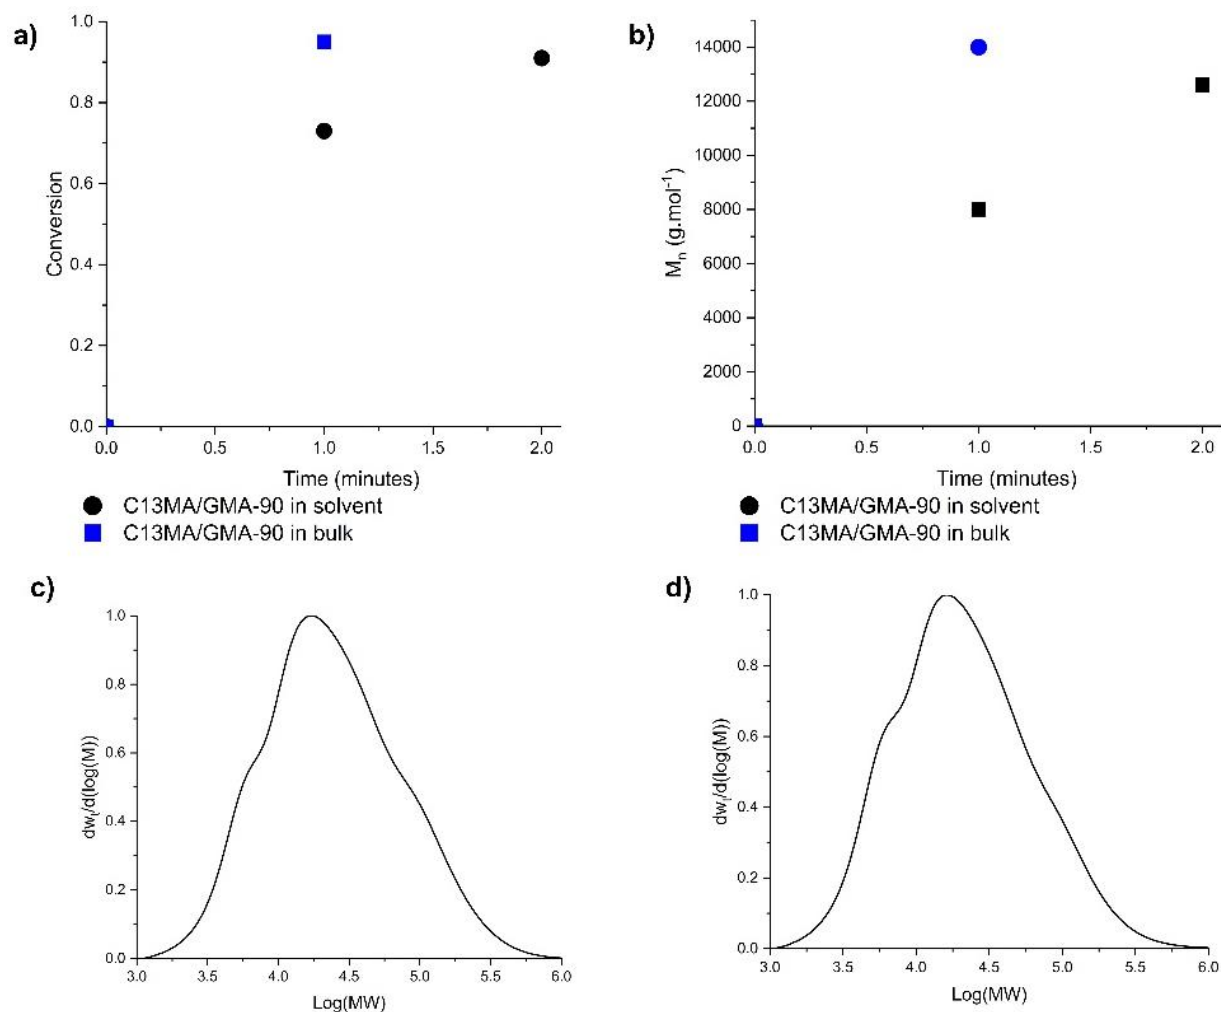 a)
1.0
0.8
0.6
0.4
0.2
0.0
Conversion
0.0 0.5 1.0 1.5 2.0
Time (minutes)
C13MA/GMA-90 in solvent
C13MA/GMA-90 in bulk
b)
14000
12000
10000
8000
6000
4000
2000
0
Mn (g.mol-1)
0.0 0.5 1.0 1.5 2.0
Time (minutes)
C13MA/GMA-90 in solvent
C13MA/GMA-90 in bulk
c)
1.0
0.8
0.6
0.4
0.2
0.0
dwi/d(log(M))
3.0 3.5 4.0 4.5 5.0 5.5 6.0
Log(MW)
d)
1.0
0.8
0.6
0.4
0.2
0.0
dwi/d(log(M))
3.0 3.5 4.0 4.5 5.0 5.5 6.0
Log(MW)